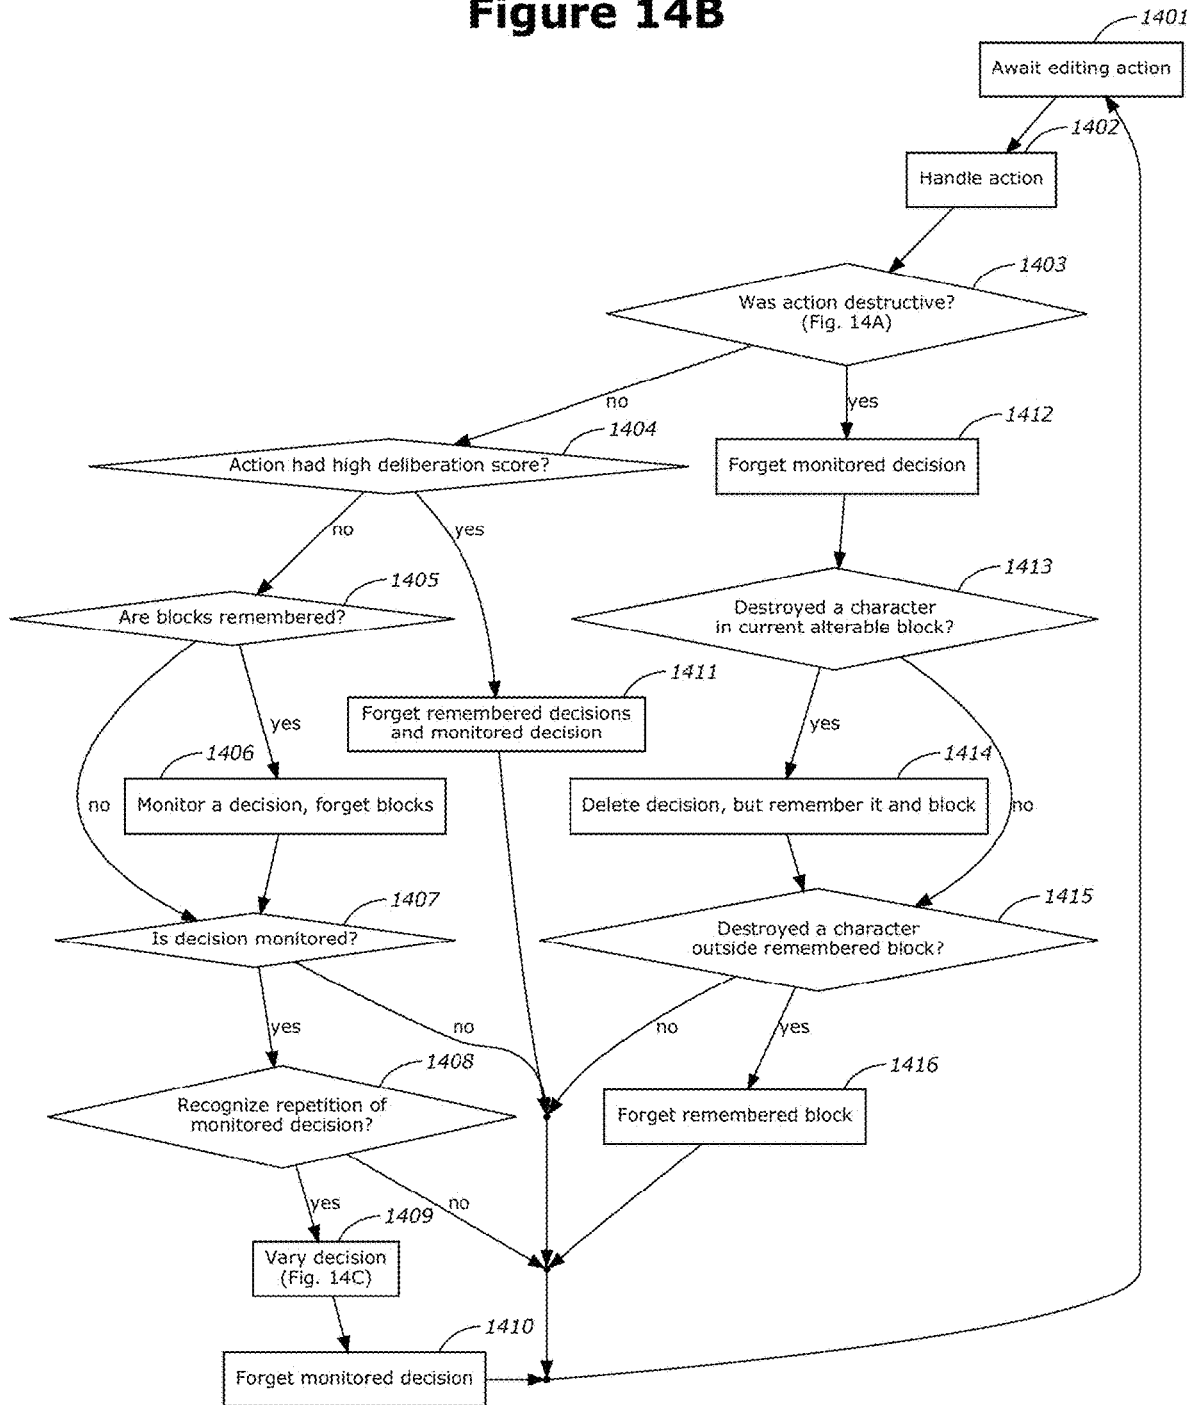 Figure 14B
1401
Await editing action
1402
Handle action
1403
Was action destructive?
(Fig. 14A)
no
yes
1404
1412
Action had high deliberation score?
Forget monitored decision
no
yes
1405
1413
Are blocks remembered?
Destroyed a character
in current alterable block?
1411
Forget remembered decisions
and monitored decision
yes
yes
1406
1414
no
Monitor a decision, forget blocks
Delete decision, but remember it and block
no
1407
1415
Is decision monitored?
Destroyed a character
outside remembered block?
yes
no
no
yes
1408
1416
Recognize repetition of
monitored decision?
Forget remembered block
yes
no
1409
Vary decision
(Fig. 14C)
1410
Forget monitored decision